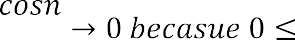 cosn
→ 0 becasue 0 ≤